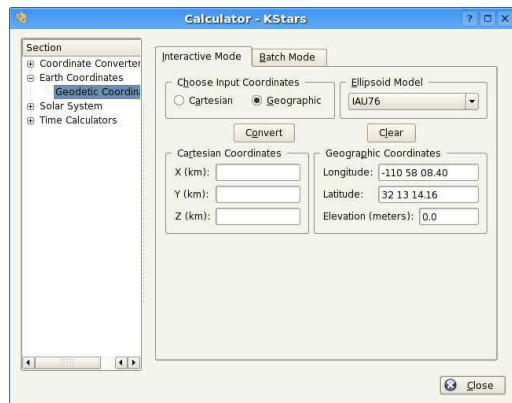 Calculator - KStars
Section
Coordinate Converter
Earth Coordinates
Geodetic Coordin
Solar System
Time Calculators
Interactive Mode
Batch Mode
Choose Input Coordinates
Cartesian
Geographic
Ellipsoid Model
IAU76
Convert
Clear
Cartesian Coordinates
X (km):
Y (km):
Z (km):
Geographic Coordinates
Longitude: -110 58 08.40
Latitude: 32 13 14.16
Elevation (meters): 0.0
Close